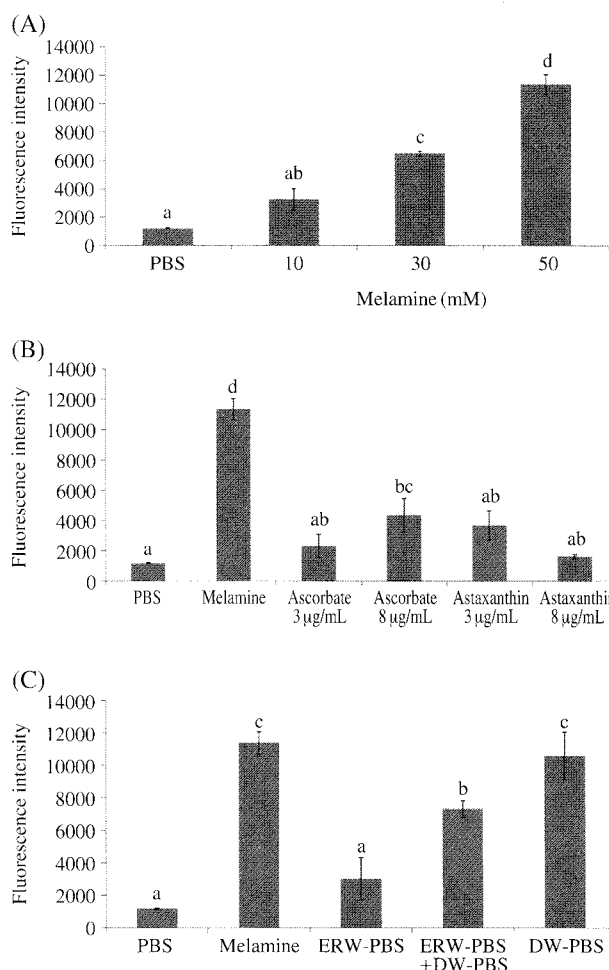 (A)
Fluorescence intensity
14000
12000
10000
8000
6000
4000
2000
0
a
ab
c
d
PBS 10 30 50
Melamine (mM)
(B)
Fluorescence intensity
14000
12000
10000
8000
6000
4000
2000
0
a
d
ab
bc
ab
ab
PBS Melamine Ascorbate Ascorbate Astaxanthin Astaxanthin
3 µg/mL 8 µg/mL 3 µg/mL 8 µg/mL
(C)
Fluorescence intensity
14000
12000
10000
8000
6000
4000
2000
0
a
c
a
b
c
PBS Melamine ERW-PBS ERW-PBS DW-PBS
+DW-PBS